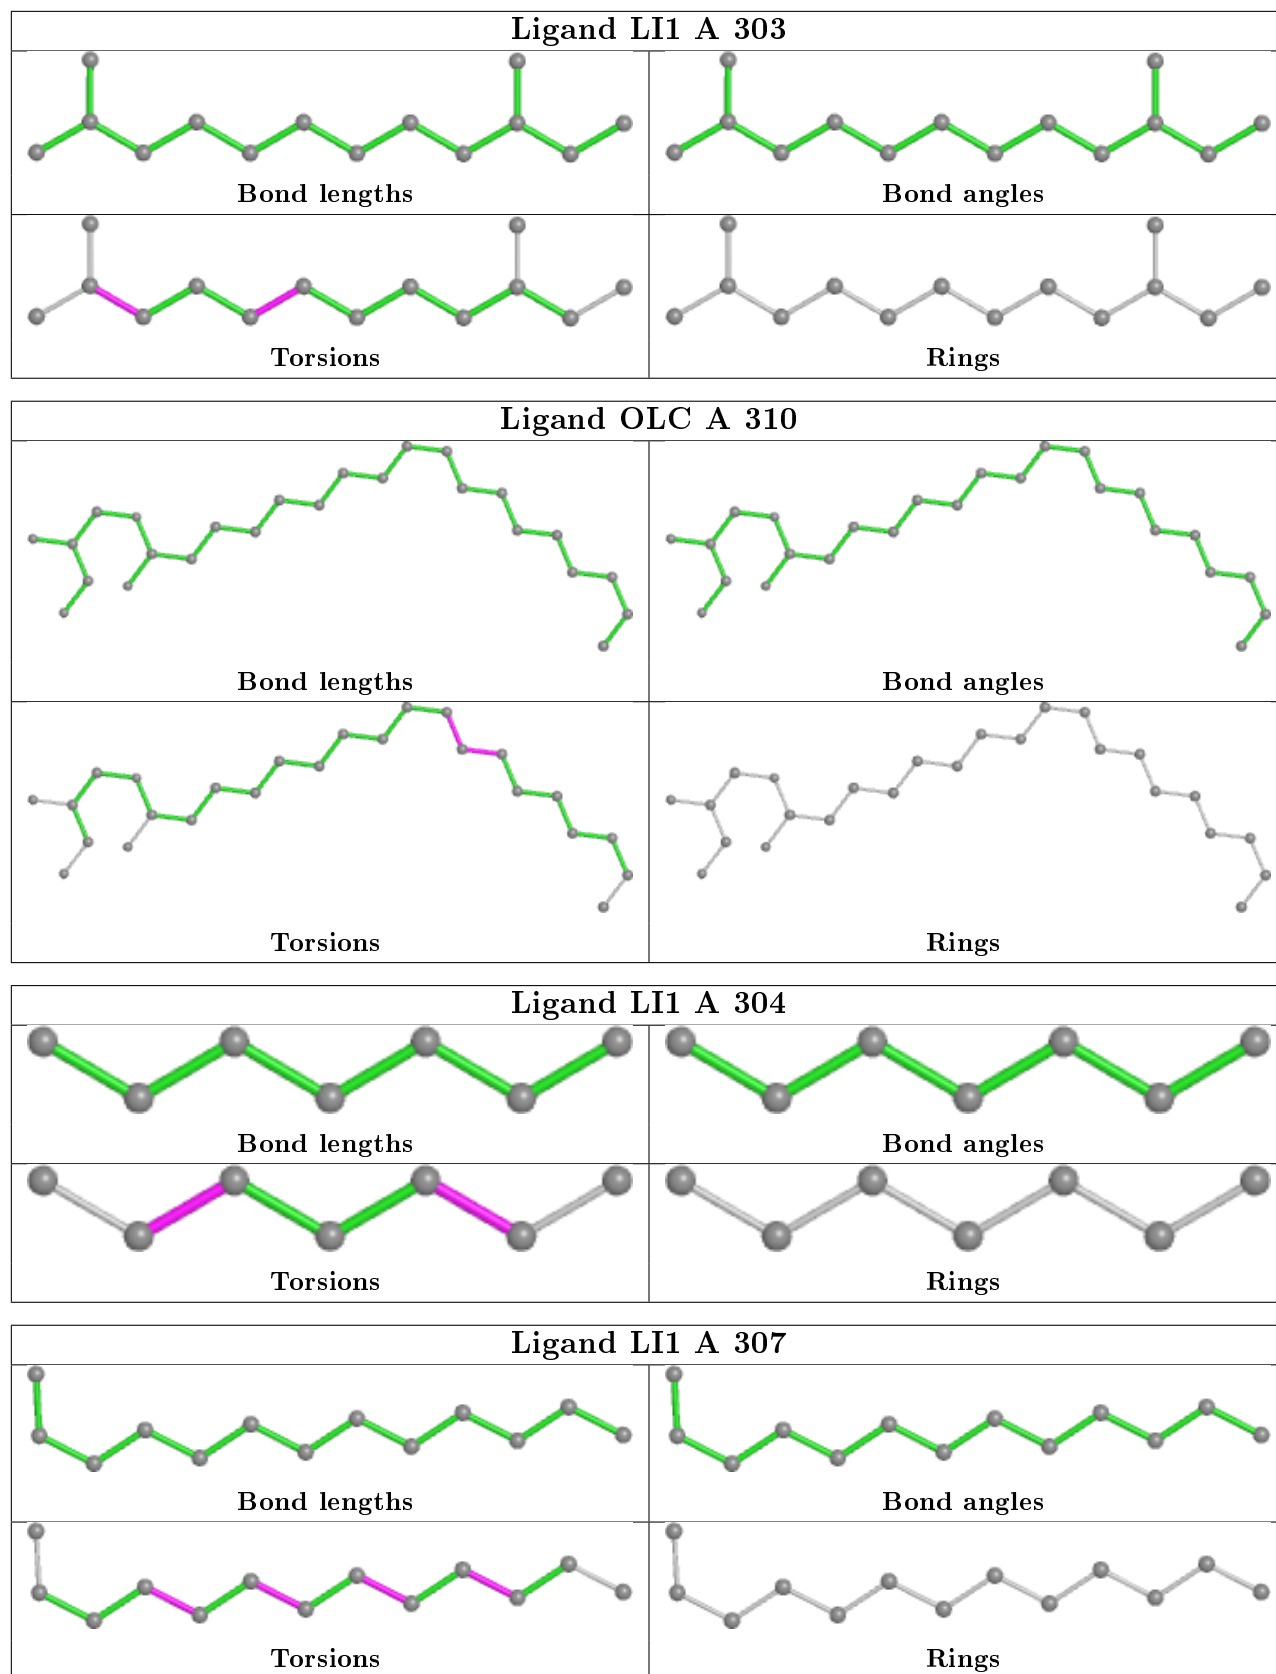 Ligand LI1 A 303
Bond lengths
Bond angles
Torsions
Rings
Ligand OLC A 310
Bond lengths
Bond angles
Torsions
Rings
Ligand LI1 A 304
Bond lengths
Bond angles
Torsions
Rings
Ligand LI1 A 307
Bond lengths
Bond angles
Torsions
Rings